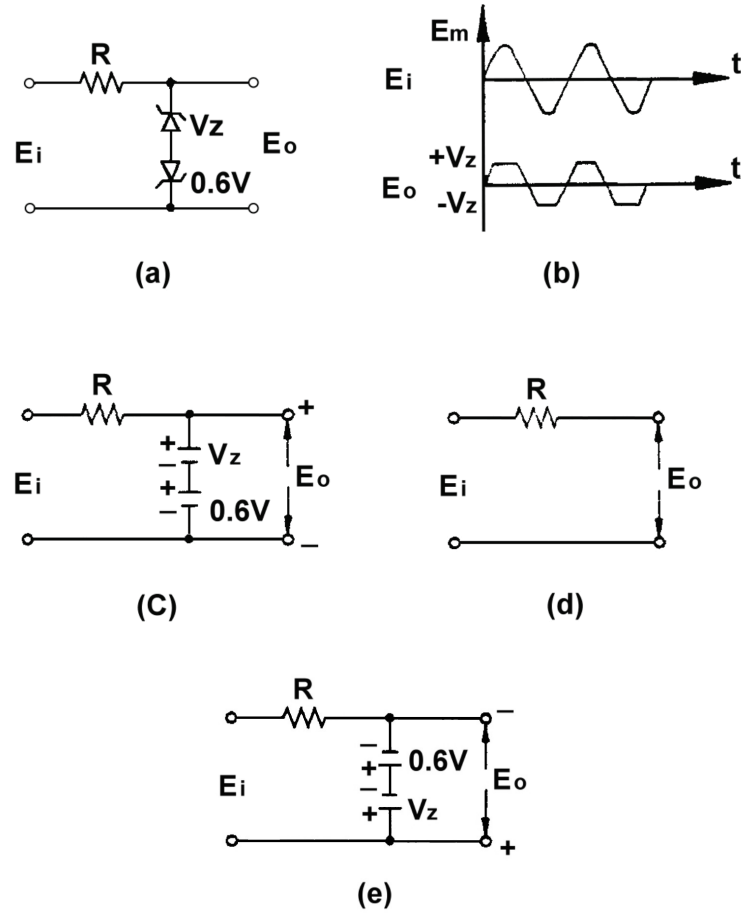 R
Vz
Ei
Eo
0.6V
(a)
Em
t
Ei
+Vz
t
Eo
-Vz
(b)
R
+
+
Vz
–
Ei
+
Eo
–
0.6V
–
(C)
R
Ei
Eo
(d)
R
–
–
0.6V
+
Ei
–
Eo
+
Vz
+
(e)